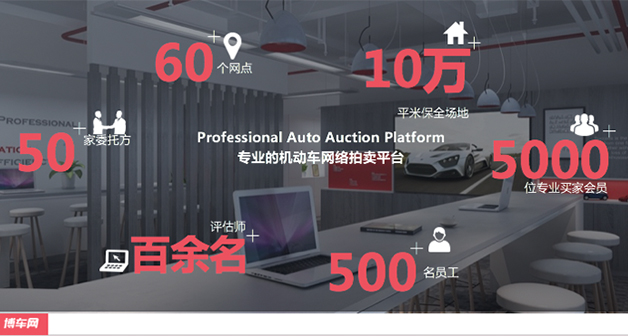 60
个网点
10万
平米保全场地
50
家委托方
PROFESSIONAL
Professional Auto Auction Platform
专业的机动车网络拍卖平台
5000
位专业买家会员
评估师
百余名
500
名员工
博车网